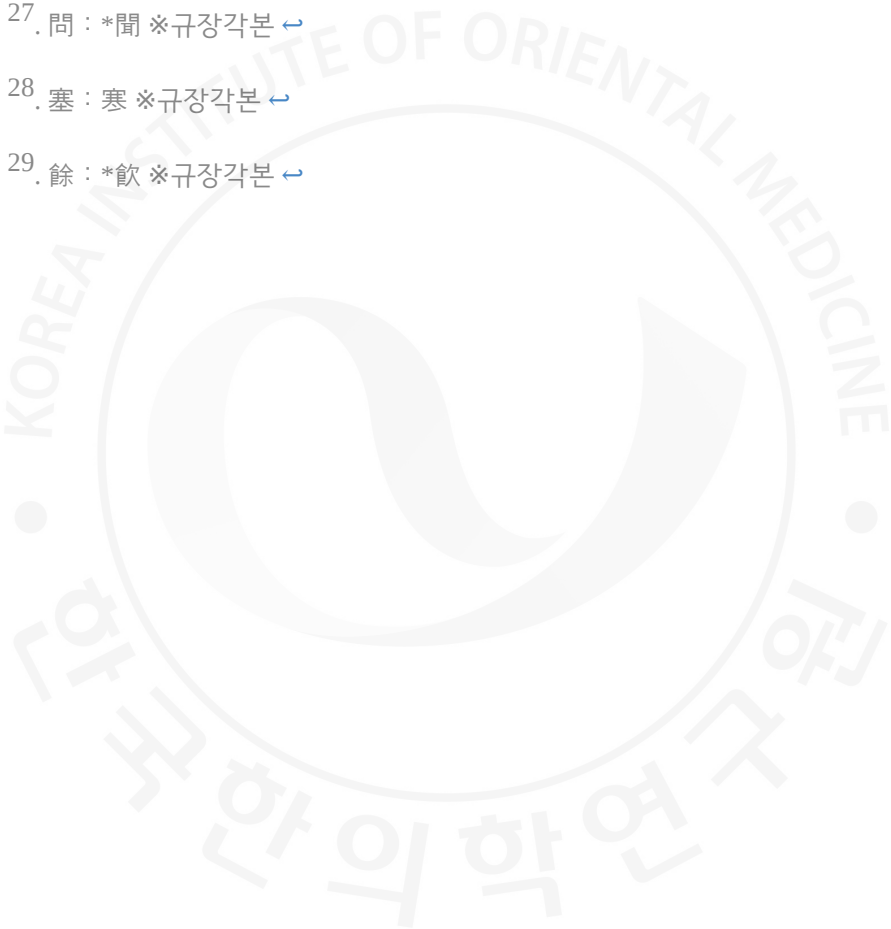 27. 問：*聞 ※규장각본 ↩
28. 塞：寒 ※규장각본 ↩
29. 餘：*飮 ※규장각본 ↩
KOREA INSTITUTE OF ORIENTAL MEDICINE
한국한의학연구원